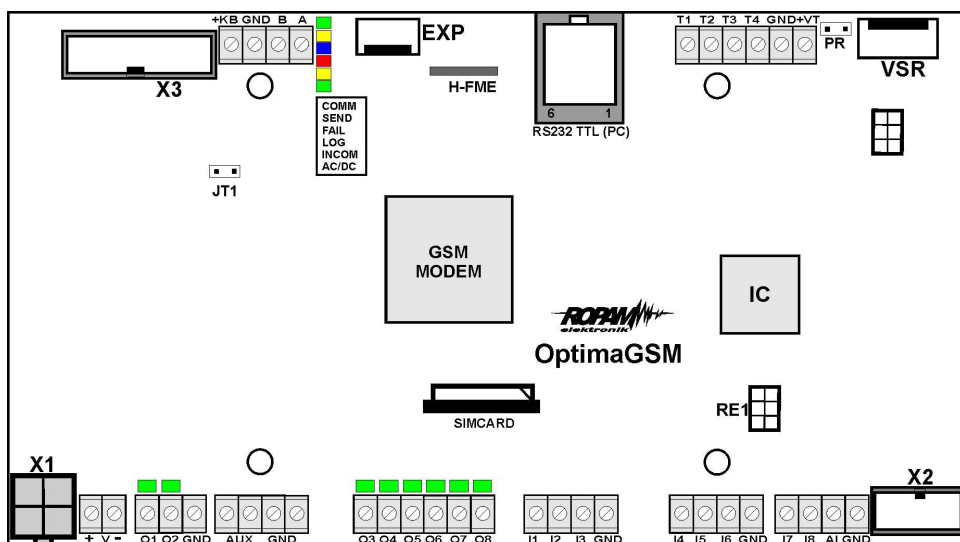 +KB GND B A
EXP
T1 T2 T3 T4 GND +VT
PR
VSR
X3
H-FME
6 1
RS232 TTL (PC)
COMM
SEND
FAIL
LOG
INCOM
AC/DC
JT1
GSM
MODEM
IC
ROPAM
elektronik
OptimaGSM
SIMCARD
RE1
X1
X2
+ V -
O1 O2 GND
AUX GND
O3 O4 O5 O6 O7 O8
I1 I2 I3 GND
I4 I5 I6 GND
I7 I8 AI GND